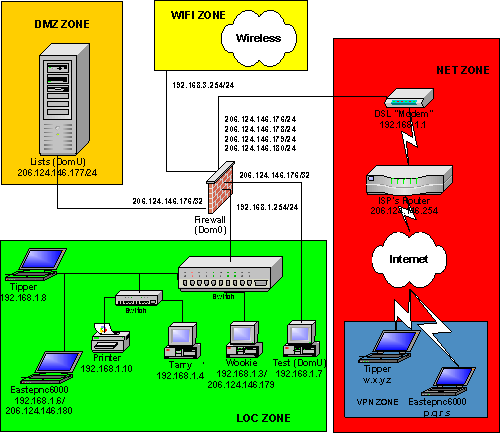 DMZ ZONE
Lists (DomU)
206.124.146.177/24
WIFI ZONE
Wireless
192.168.3.254/24
NET ZONE
DSL "Modem"
192.168.1.1
206.124.146.176/24
206.124.146.178/24
206.124.146.179/24
206.124.146.180/24
206.124.146.176/32
206.124.146.176/32
192.168.1.254/24
Firewall
(Dom0)
ISP's Router
206.124.146.254
Internet
Switch
Tipper
192.168.1.8
Switch
Printer
192.168.1.10
Tarry
192.168.1.4
Wookie
192.168.1.3/
206.124.146.179
Test (DomU)
192.168.1.7
Eastepnc6000
192.168.1.6/
206.124.146.180
LOC ZONE
Tipper
w.x.y.z
VPN ZONE
Eastepnc6000
p.q.r.s